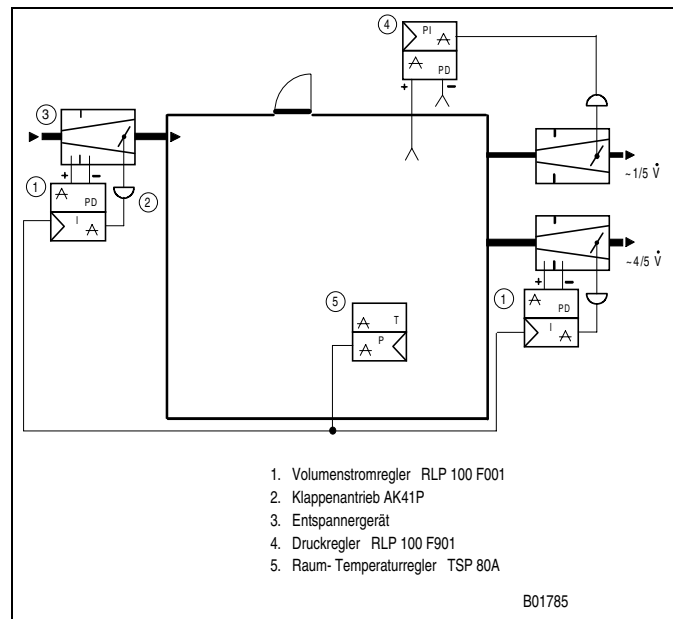 4
PI
PD
+ −
3
~1/5 V̇
+ −
1
PD
2
I
~4/5 V̇
5
T
P
+ −
1
PD
I
1. Volumenstromregler RLP 100 F001
2. Klappenantrieb AK41P
3. Entspannergerät
4. Druckregler RLP 100 F901
5. Raum- Temperaturregler TSP 80A
B01785